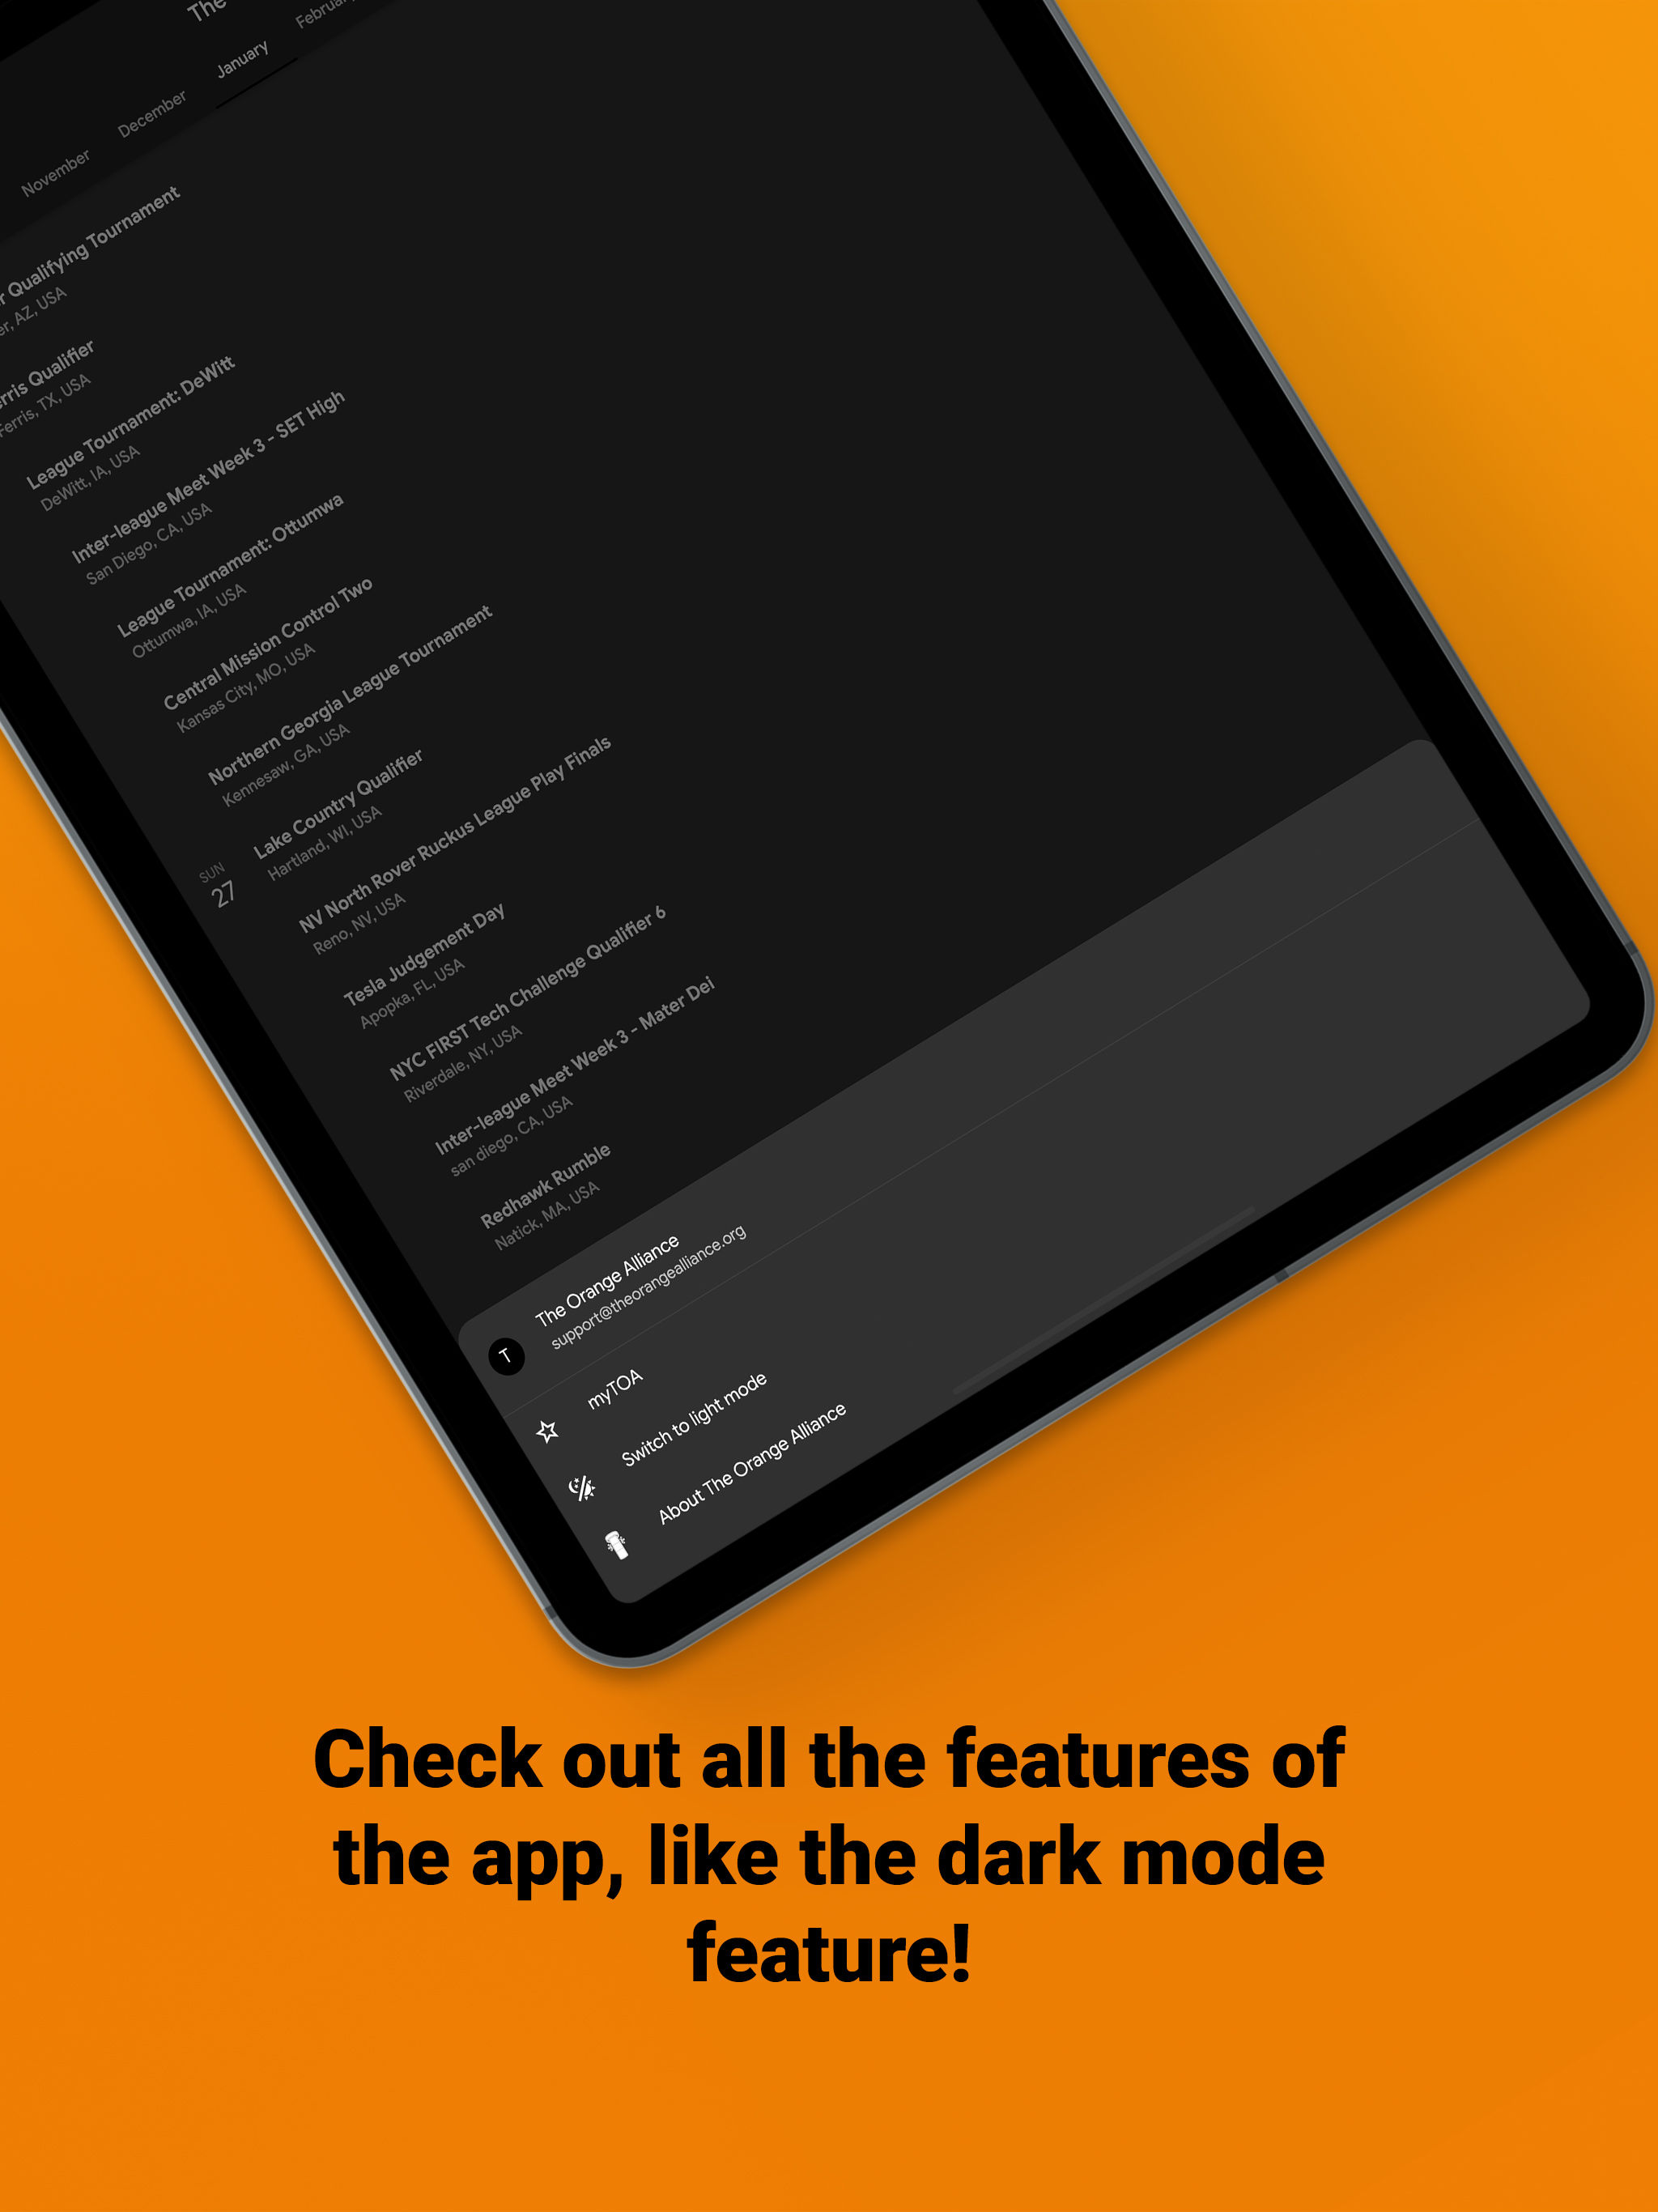 The
November
December
January
Qualifying Tournament
AZ, USA
Qualifier
Ferris, TX, USA
League Tournament: DeWitt
DeWitt, IA, USA
Inter-league Meet Week 3 - SET High
San Diego, CA, USA
League Tournament: Ottumwa
Ottumwa, IA, USA
Central Mission Control Two
Kansas City, MO, USA
Northern Georgia League Tournament
Kennesaw, GA, USA
SUN
27
Lake Country Qualifier
Hartland, WI, USA
NV North Rover Ruckus League Play Finals
Reno, NV, USA
Tesla Judgement Day
Apopka, FL, USA
NYC FIRST Tech Challenge Qualifier 6
Riverdale, NY, USA
Inter-league Meet Week 3 - Mater Dei
san diego, CA, USA
Redhawk Rumble
Natick, MA, USA
T
The Orange Alliance
support@theorangealliance.org
myTOA
Switch to light mode
About The Orange Alliance
Check out all the features of
the app, like the dark mode
feature!